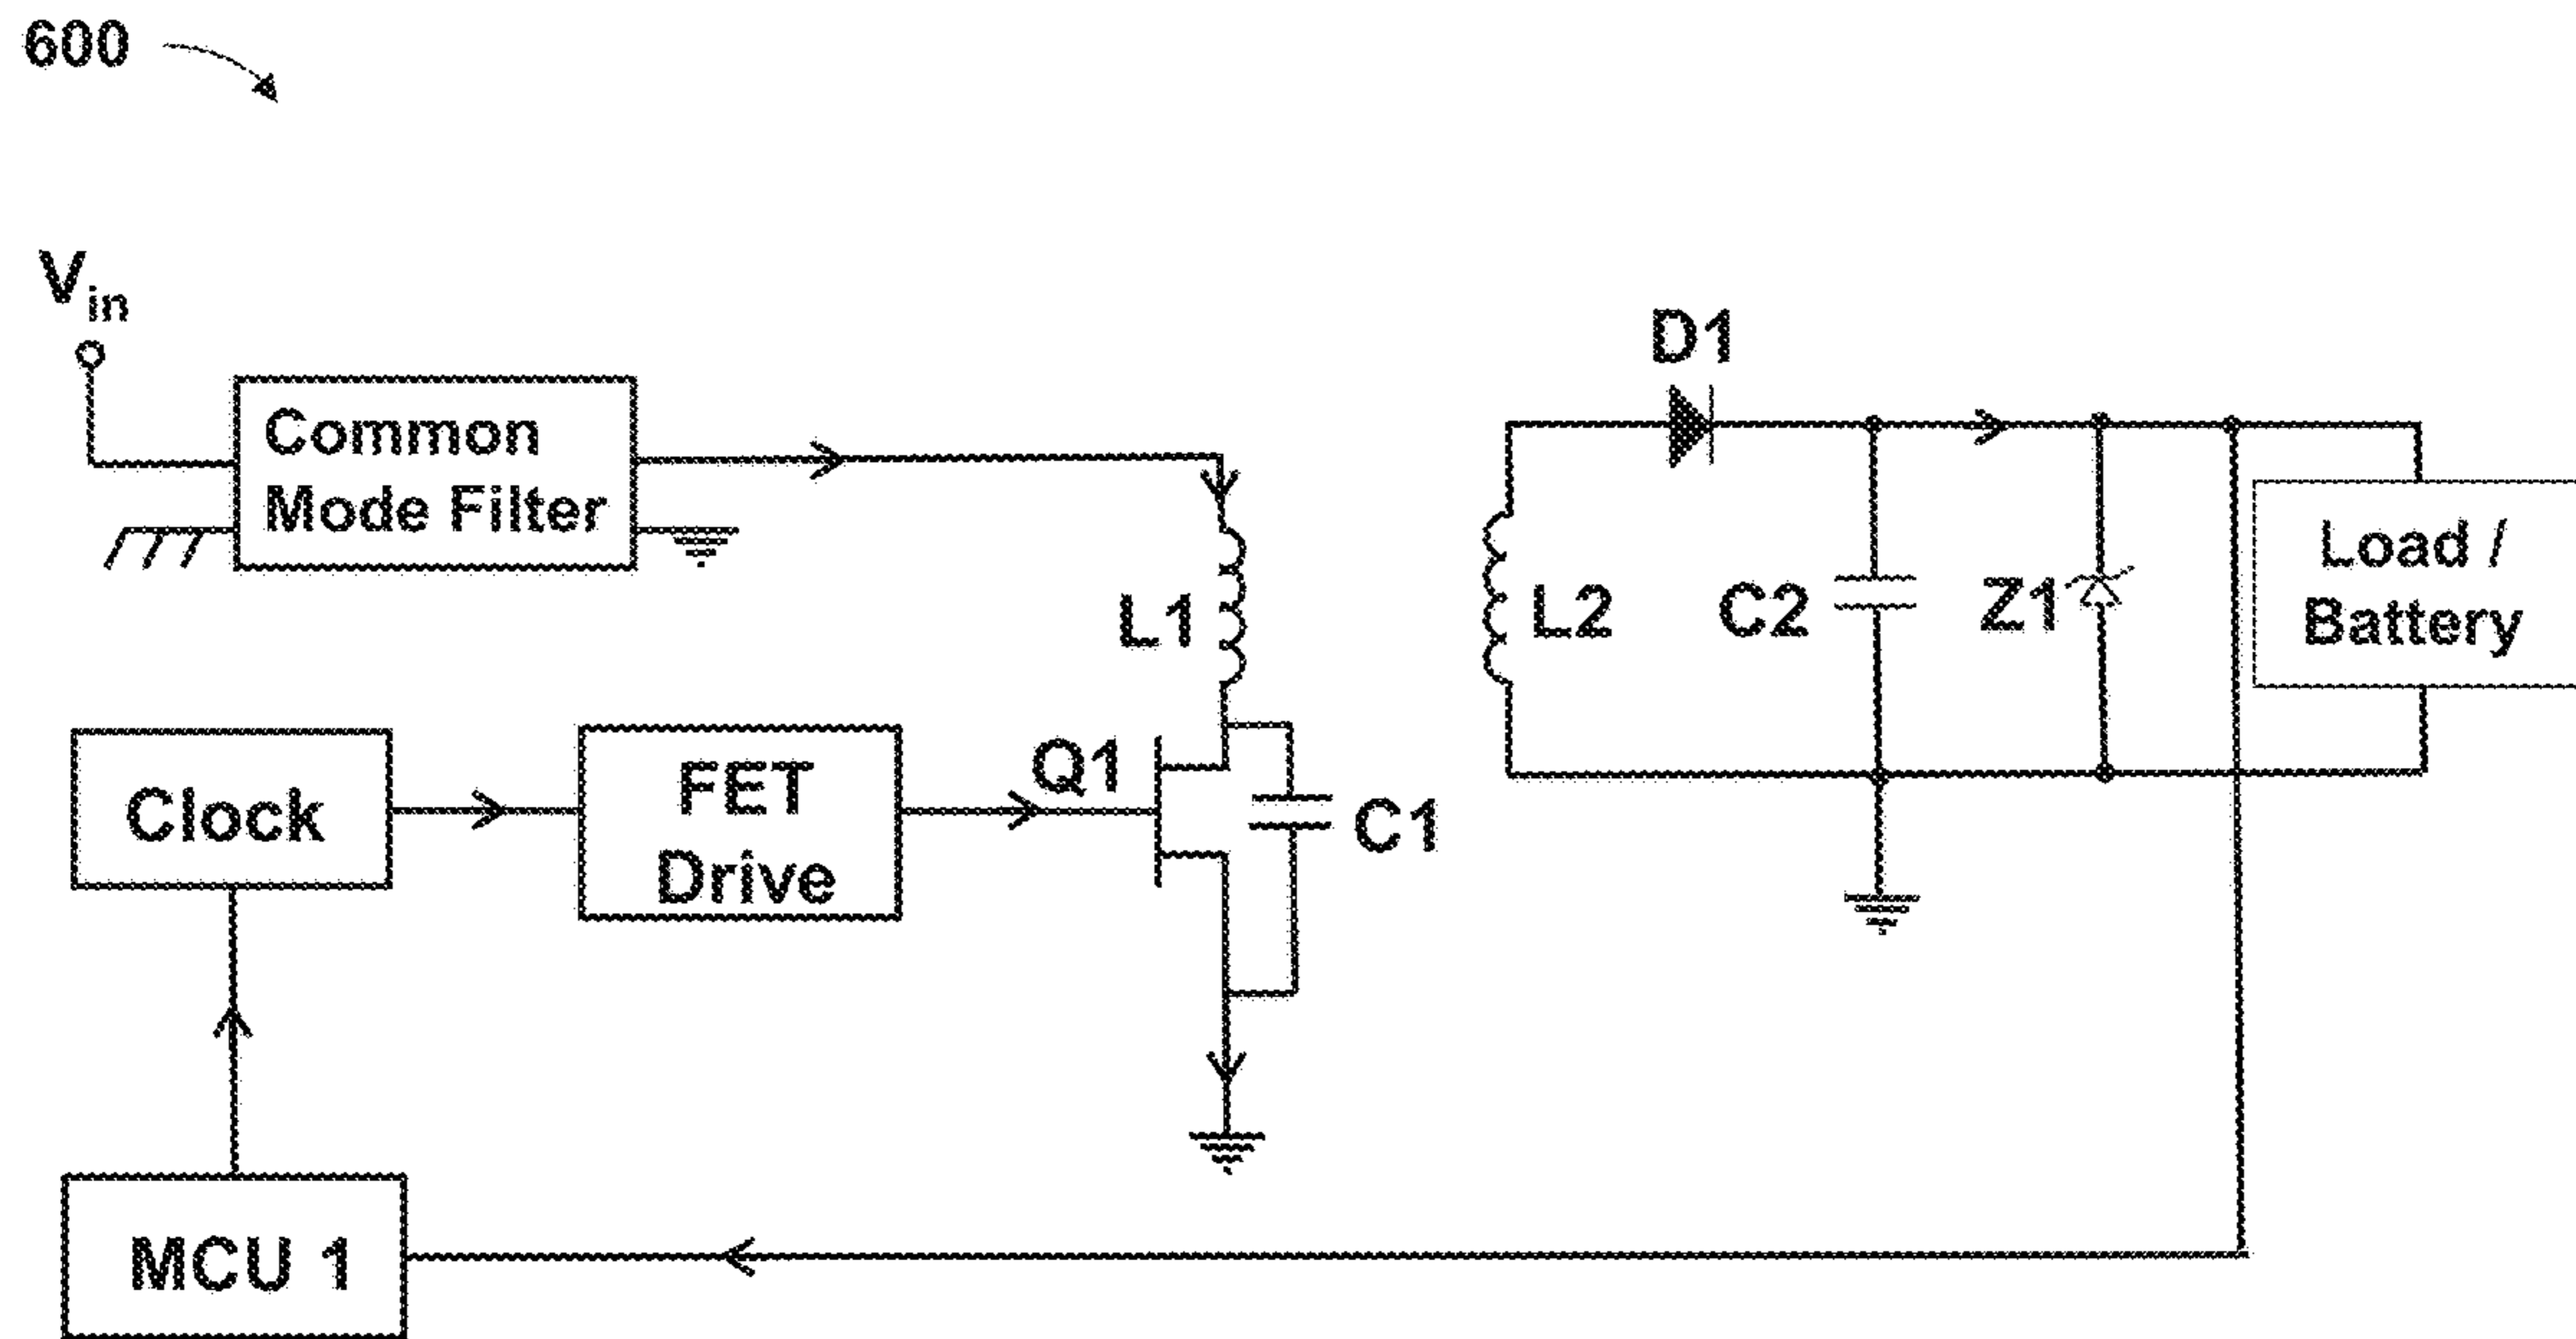 600
Vin
D1
Common
Mode Filter
Load /
Battery
L1
L2
C2
Z1
Clock
FET
Drive
Q1
C1
MCU 1